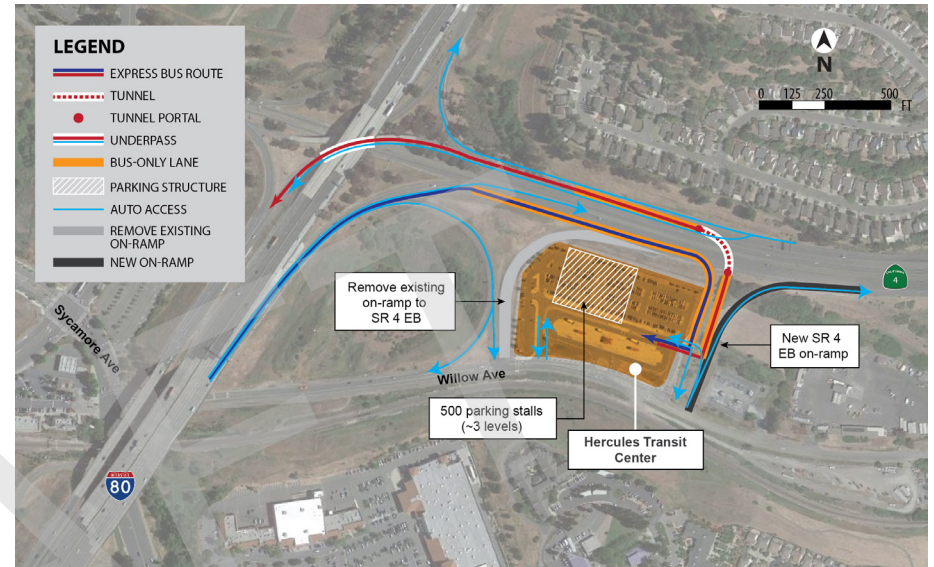 LEGEND
EXPRESS BUS ROUTE
TUNNEL
TUNNEL PORTAL
UNDERPASS
BUS-ONLY LANE
PARKING STRUCTURE
AUTO ACCESS
REMOVE EXISTING
ON-RAMP
NEW ON-RAMP
N
0 125 250 500
FT
CALIFORNIA
4
Remove existing
on-ramp to
SR 4 EB
New SR 4
EB on-ramp
Sycamore Ave
Willow Ave
500 parking stalls
(~3 levels)
Hercules Transit
Center
INTERSTATE
80